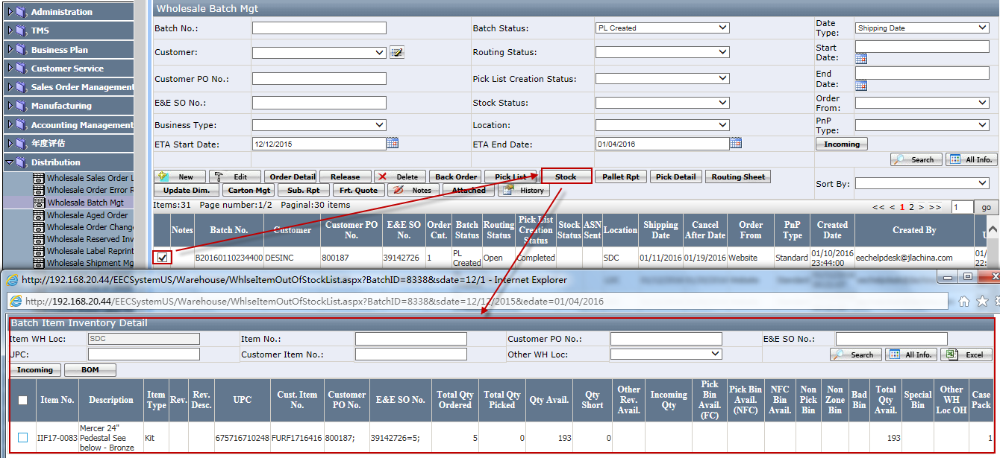 Administration
TMS
Business Plan
Customer Service
Sales Order Management
Manufacturing
Accounting Management
年度评估
Distribution
Wholesale Sales Order L
Wholesale Order Error R
Wholesale Batch Mgt
Wholesale Aged Order
Wholesale Order Chang
Wholesale Reserved Inv
Wholesale Label Reprint
Wholesale Shipment Mg
Wholesale Batch Mgt
Batch No.: Batch Status: PL Created Date Type: Shipping Date
Customer: Routing Status: Start Date:
Customer PO No.: Pick List Creation Status: End Date:
E&E SO No.: Stock Status: Order From:
Business Type: Location: PnP Type:
ETA Start Date: 12/12/2015 ETA End Date: 01/04/2016 Incoming
Search All Info.
New Edit Order Detail Release Delete Back Order Pick List Stock Pallet Rpt Pick Detail Routing Sheet
Update Dim. Carton Mgt Sub. Rpt Frt. Quote Notes Attached History Sort By:
Items:31 Page number:1/2 Paginal:30 items << < 1 2 > >> 1 go
Notes Batch No. Customer Customer PO No. E&E SO No. Order Cnt. Batch Status Routing Status Pick List Creation Status Stock Status ASN Sent Location Shipping Date Cancel After Date Order From PnP Type Created Date Created By
B20160110234400 DESINC 800187 39142726 1 PL Created Open Completed SDC 01/11/2016 01/19/2016 Website Standard 01/10/2016 23:44:00 eechelpdesk@jlachina.com 01/ 22:
http://192.168.20.44/EECSystemUS/Warehouse/WhlseItemOutOfStockList.aspx?BatchID=8338&sdate=12/1 - Internet Explorer
http://192.168.20.44/EECSystemUS/Warehouse/WhlseItemOutOfStockList.aspx?BatchID=8338&sdate=12/12/2015&edate=01/04/2016
Batch Item Inventory Detail
Item WH Loc: SDC Item No.: Customer PO No.: E&E SO No.:
UPC: Customer Item No.: Other WH Loc: Search All Info. Excel
Incoming BOM
Item No. Description Item Type Rev. Rev. Desc. UPC Cust. Item No. Customer PO No. E&E SO No. Total Qty Ordered Total Qty Picked Qty Avail. Qty Short Other Rev. Avail. Incoming Qty Pick Bin Avail. (FC) Pick Bin Avail. (NFC) NFC Bin Avail. Non Pick Bin Non Zone Bin Bad Bin Total Qty Avail. Special Bin Other WH Loc OH Case Pack
IIF17-0083 Mercer 24" Pedestal See below - Bronze Kit 675716710248 FURF1716416 800187; 39142726=5; 5 0 193 0 193 1